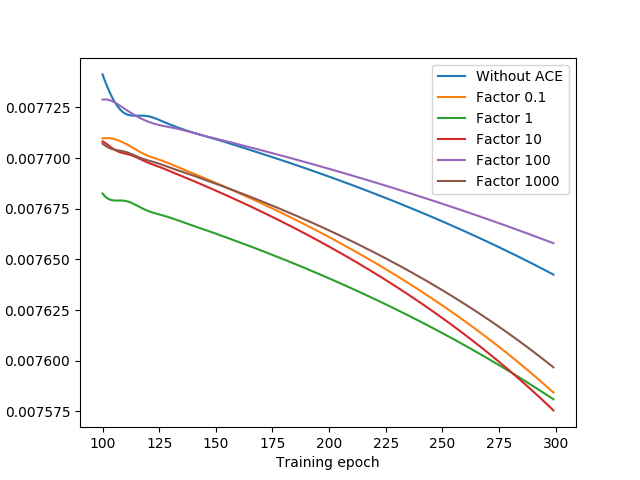 Without ACE
Factor 0.1
Factor 1
Factor 10
Factor 100
Factor 1000
0.007725
0.007700
0.007675
0.007650
0.007625
0.007600
0.007575
100 125 150 175 200 225 250 275 300
Training epoch